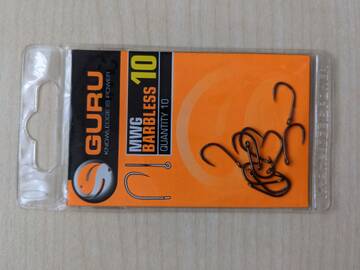 GURU
KNOWLEDGE IS POWER
MWG
BARBLESS
10
QUANTITY 10